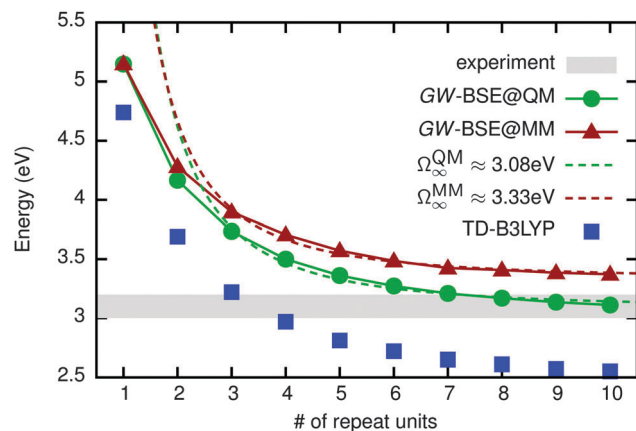 5.5
5
4.5
4
3.5
3
2.5
Energy (eV)
experiment
GW-BSE@QM
GW-BSE@MM
Ω∞^QM ≈ 3.08eV
Ω∞^MM ≈ 3.33eV
TD-B3LYP
1 2 3 4 5 6 7 8 9 10
# of repeat units